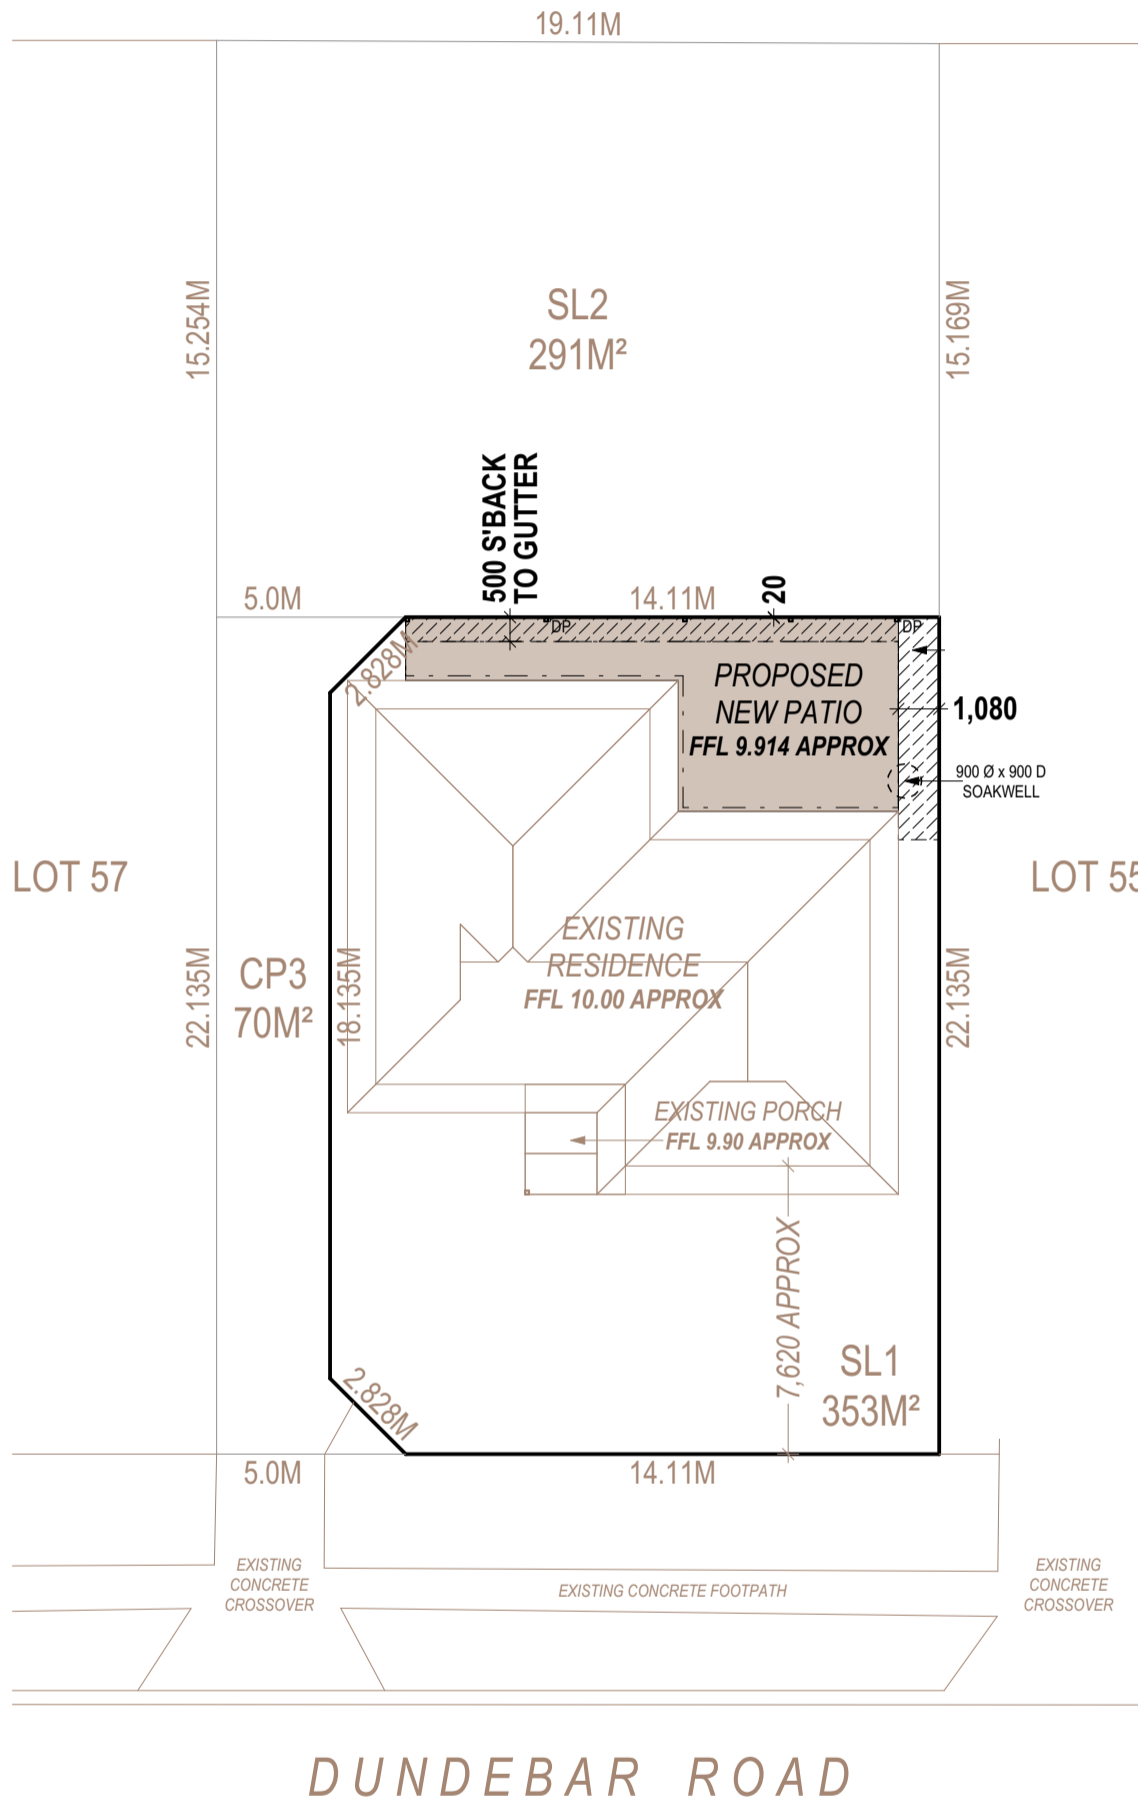 19.11M
15.254M
SL2
291M²
15.169M
500 S'BACK
TO GUTTER
5.0M
14.11M
20
DP
DP
2.828M
PROPOSED
NEW PATIO
FFL 9.914 APPROX
1,080
900 Ø x 900 D
SOAKWELL
LOT 57
LOT 55
EXISTING
RESIDENCE
FFL 10.00 APPROX
22.135M
CP3
70M²
18.135M
22.135M
EXISTING PORCH
FFL 9.90 APPROX
7,620 APPROX
SL1
353M²
2.828M
5.0M
14.11M
EXISTING
CONCRETE
CROSSOVER
EXISTING CONCRETE FOOTPATH
EXISTING
CONCRETE
CROSSOVER
DUNDEBAR ROAD